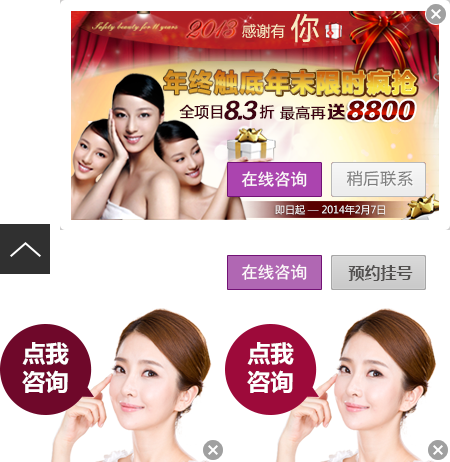 Safety beauty for 11 years
2013 感谢有 你
年终触底年末限时疯抢
全项目8.3折 最高再送8800
在线咨询 稍后联系
即日起 — 2014年2月7日
在线咨询 预约挂号
点我 点我
咨询 咨询